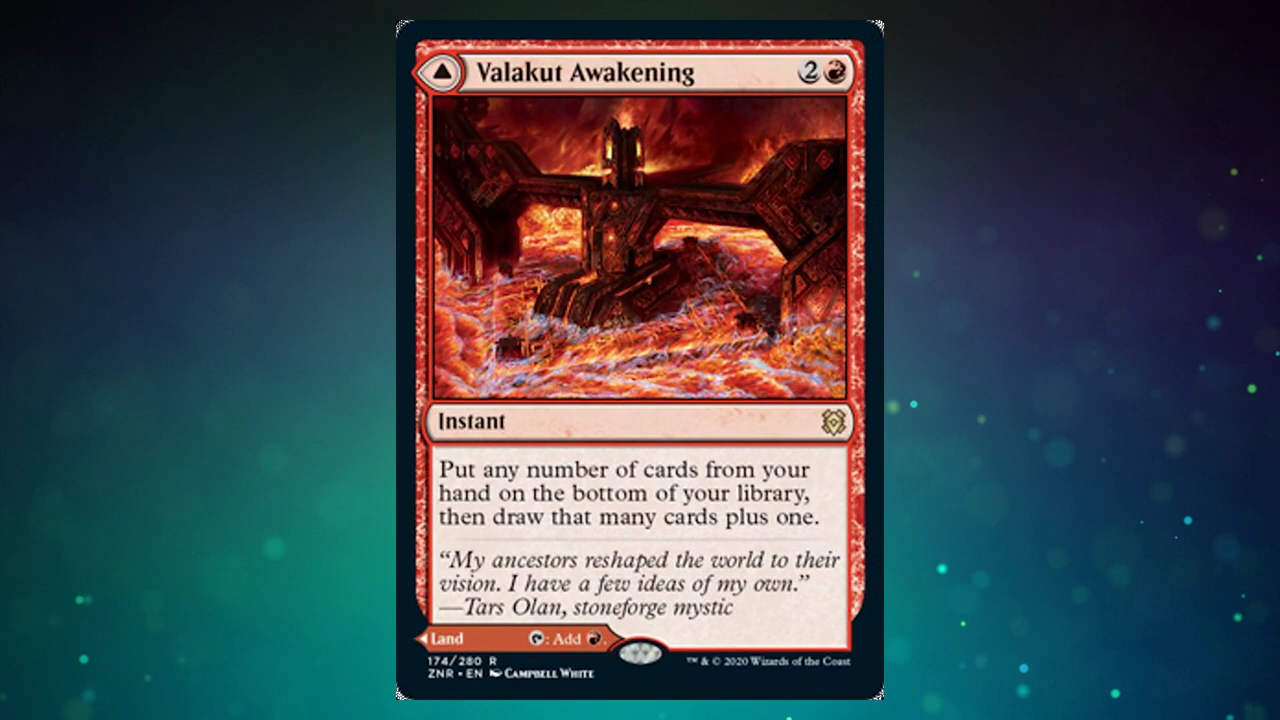 Valakut Awakening 2
Instant
Put any number of cards from your
hand on the bottom of your library,
then draw that many cards plus one.
“My ancestors reshaped the world to their
vision. I have a few ideas of my own.”
—Tars Olan, stoneforge mystic
Land : Add .
174/280 R
ZNR • EN CAMPBELL WHITE
™ & © 2020 Wizards of the Coast